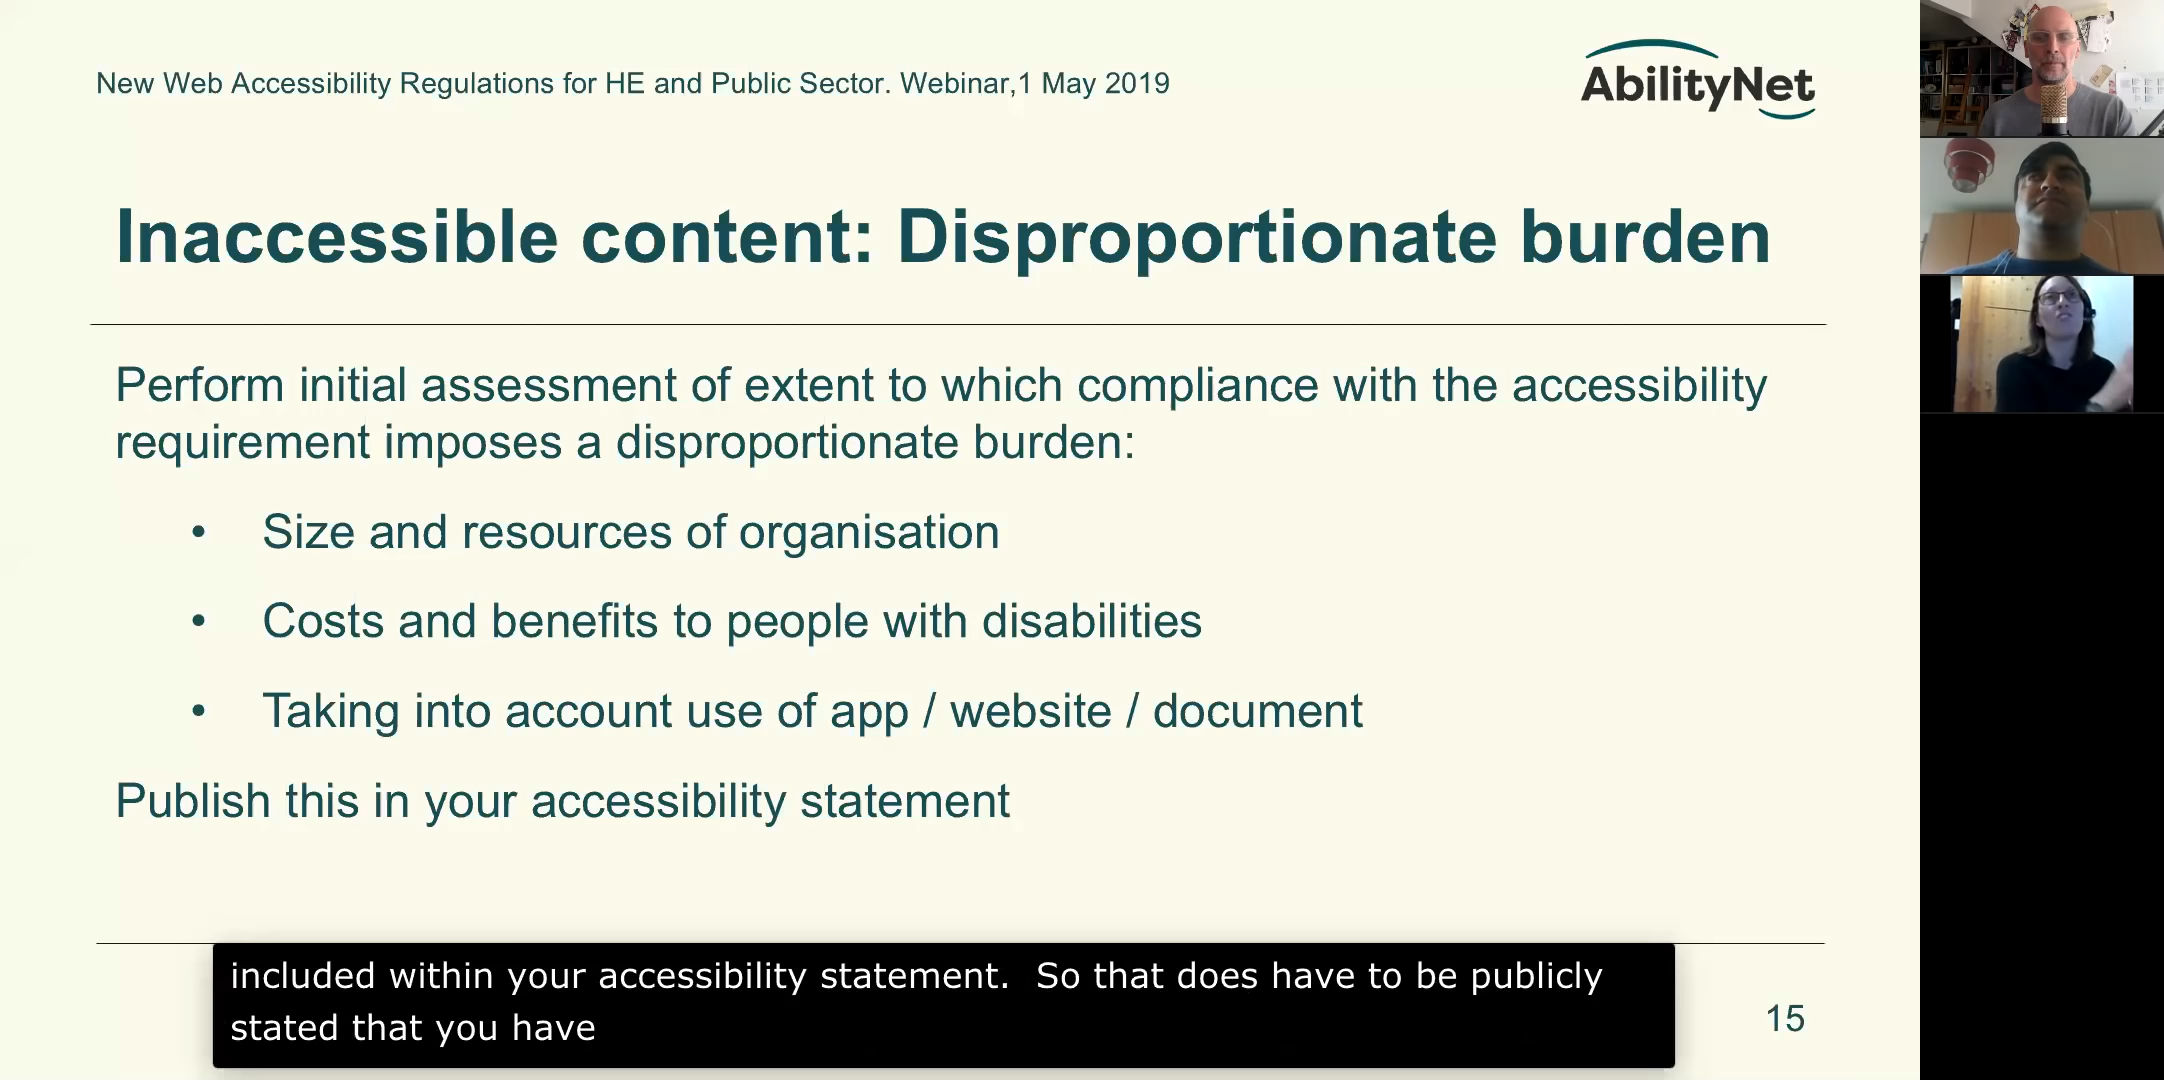 New Web Accessibility Regulations for HE and Public Sector. Webinar,1 May 2019
AbilityNet
Inaccessible content: Disproportionate burden
Perform initial assessment of extent to which compliance with the accessibility
requirement imposes a disproportionate burden:
• Size and resources of organisation
• Costs and benefits to people with disabilities
• Taking into account use of app / website / document
Publish this in your accessibility statement
included within your accessibility statement.  So that does have to be publicly
stated that you have
15